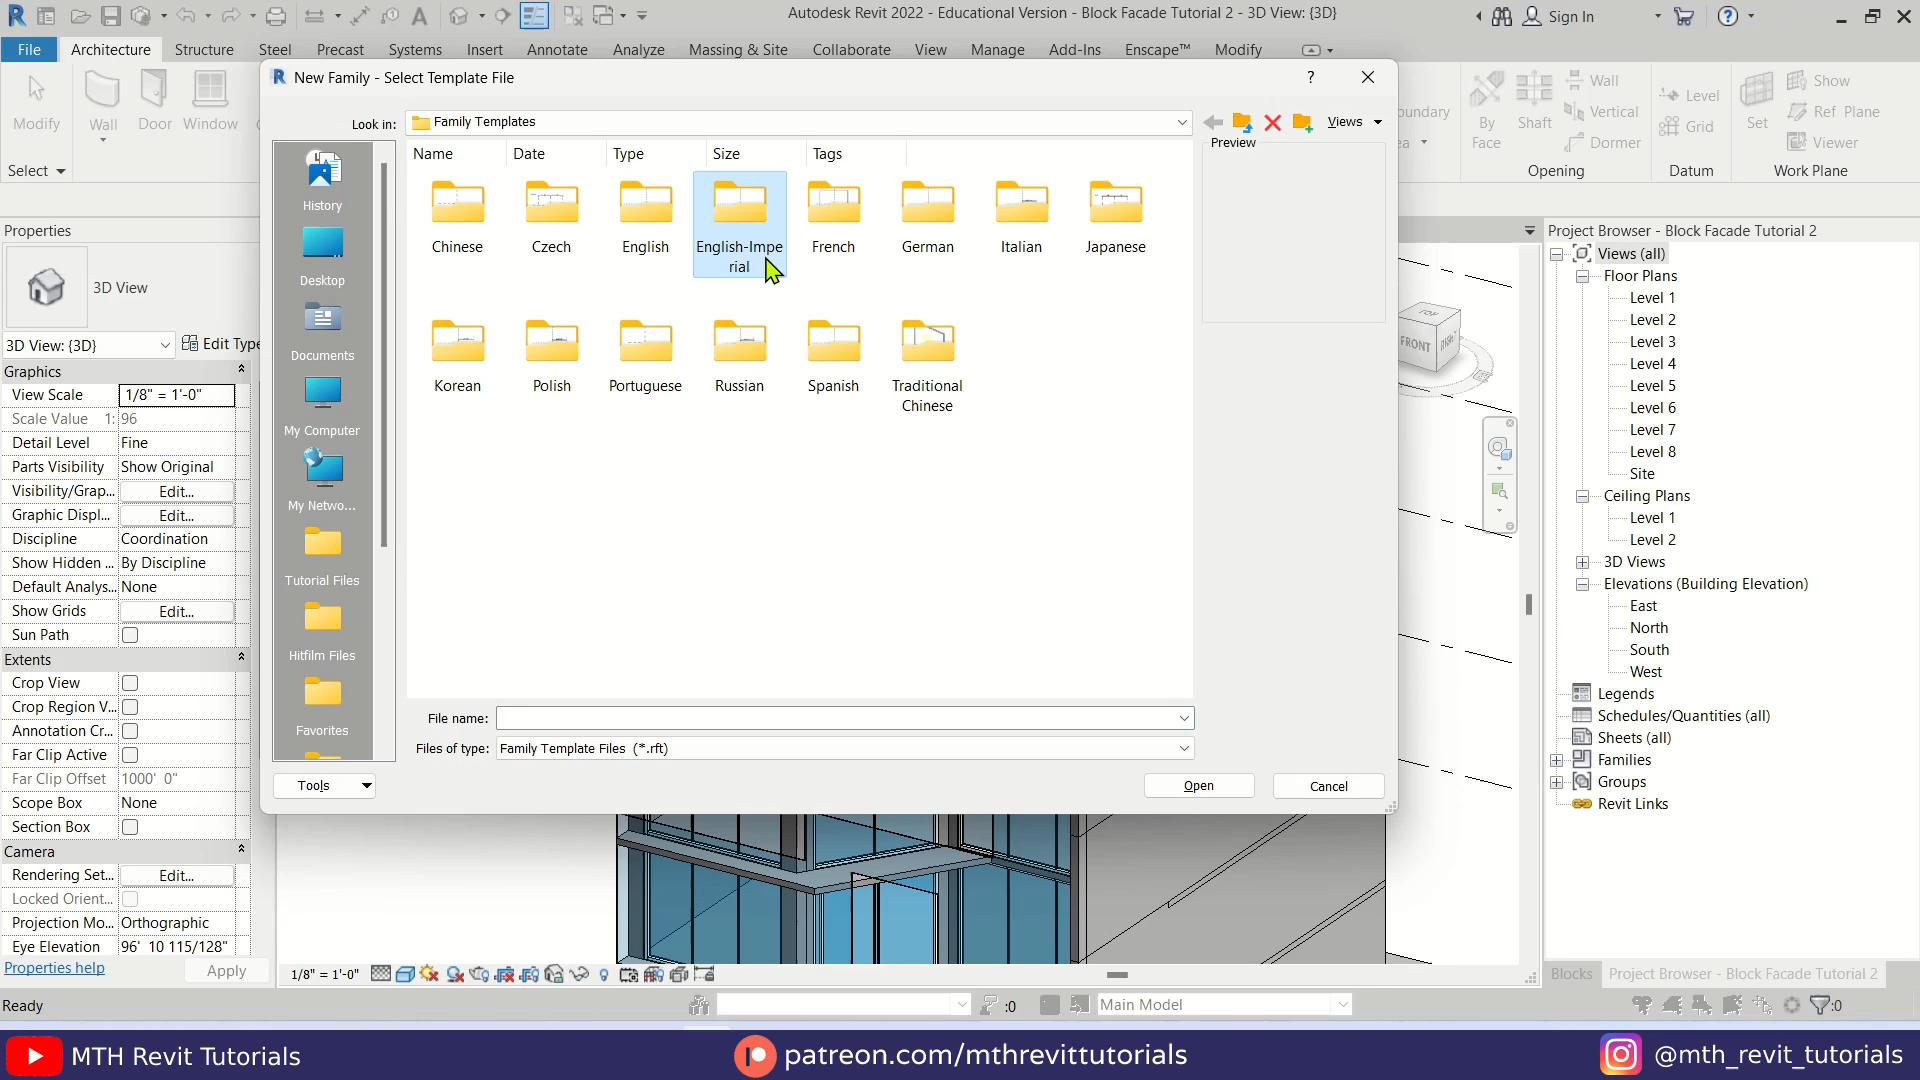 Autodesk Revit 2022 - Educational Version - Block Facade Tutorial 2 - 3D View: {3D}
Sign In
File
Architecture
Structure
Steel
Precast
Systems
Insert
Annotate
Analyze
Massing & Site
Collaborate
View
Manage
Add-Ins
Enscape™
Modify
Modify
Wall
Door
Window
Select
By Face
Shaft
Wall
Vertical
Dormer
Opening
Level
Grid
Datum
Set
Show
Ref Plane
Viewer
Work Plane
New Family - Select Template File
Look in:
Family Templates
Views
Name
Date
Type
Size
Tags
Preview
History
Desktop
Documents
My Computer
My Netwo...
Tutorial Files
Hitfilm Files
Favorites
Chinese
Czech
English
English-Impe
rial
French
German
Italian
Japanese
Korean
Polish
Portuguese
Russian
Spanish
Traditional
Chinese
File name:
Files of type:
Family Template Files (*.rft)
Tools
Open
Cancel
Properties
3D View
3D View: {3D}
Edit Type
Graphics
View Scale
1/8" = 1'-0"
Scale Value 1:
96
Detail Level
Fine
Parts Visibility
Show Original
Visibility/Grap...
Edit...
Graphic Displ...
Edit...
Discipline
Coordination
Show Hidden ...
By Discipline
Default Analys...
None
Show Grids
Edit...
Sun Path
Extents
Crop View
Crop Region V...
Annotation Cr...
Far Clip Active
Far Clip Offset
1000' 0"
Scope Box
None
Section Box
Camera
Rendering Set...
Edit...
Locked Orient...
Projection Mo...
Orthographic
Eye Elevation
96' 10 115/128"
Properties help
Apply
TOP
FRONT
RIGHT
Project Browser - Block Facade Tutorial 2
Views (all)
Floor Plans
Level 1
Level 2
Level 3
Level 4
Level 5
Level 6
Level 7
Level 8
Site
Ceiling Plans
Level 1
Level 2
3D Views
Elevations (Building Elevation)
East
North
South
West
Legends
Schedules/Quantities (all)
Sheets (all)
Families
Groups
Revit Links
Blocks
Project Browser - Block Facade Tutorial 2
1/8" = 1'-0"
Ready
:0
Main Model
:0
MTH Revit Tutorials
patreon.com/mthrevittutorials
@mth_revit_tutorials